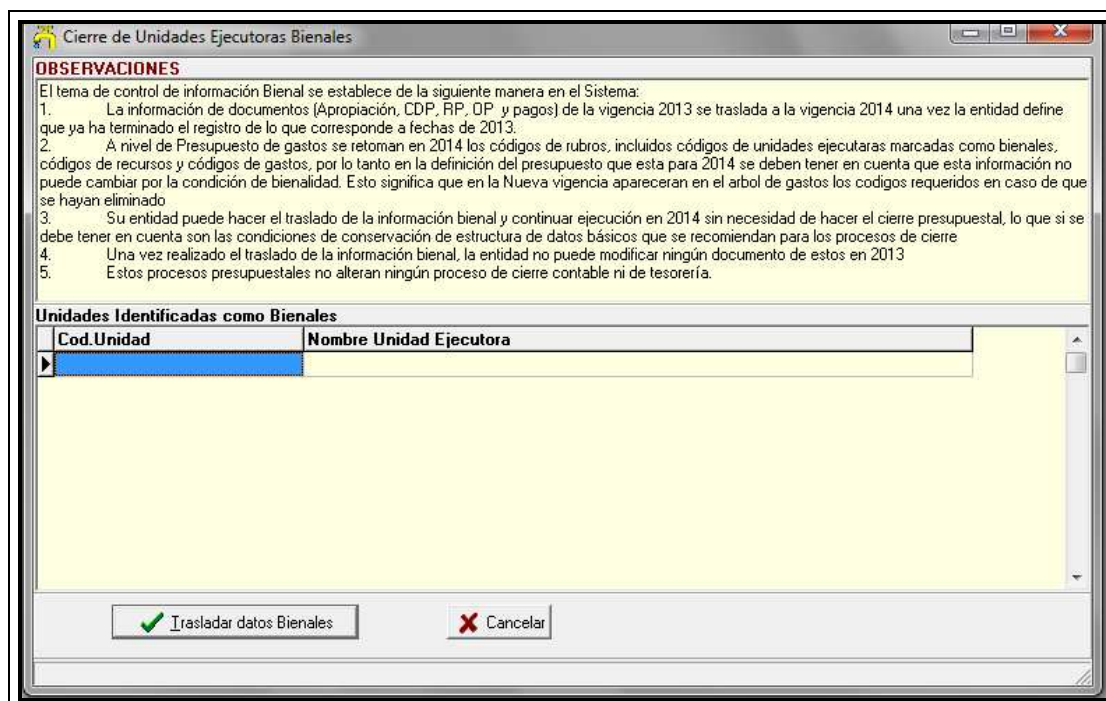 Cierre de Unidades Ejecutoras Bienales
OBSERVACIONES
El tema de control de información Bienal se establece de la siguiente manera en el Sistema:
1. La información de documentos (Apropiación, CDP, RP, OP y pagos) de la vigencia 2013 se traslada a la vigencia 2014 una vez la entidad define
que ya ha terminado el registro de lo que corresponde a fechas de 2013.
2. A nivel de Presupuesto de gastos se retoman en 2014 los códigos de rubros, incluidos códigos de unidades ejecutaras marcadas como bienales,
códigos de recursos y códigos de gastos, por lo tanto en la definición del presupuesto que esta para 2014 se deben tener en cuenta que esta información no
puede cambiar por la condición de bienalidad. Esto significa que en la Nueva vigencia apareceran en el arbol de gastos los codigos requeridos en caso de que
se hayan eliminado
3. Su entidad puede hacer el traslado de la información bienal y continuar ejecución en 2014 sin necesidad de hacer el cierre presupuestal, lo que si se
debe tener en cuenta son las condiciones de conservación de estructura de datos básicos que se recomiendan para los procesos de cierre
4. Una vez realizado el traslado de la información bienal, la entidad no puede modificar ningún documento de estos en 2013
5. Estos procesos presupuestales no alteran ningún proceso de cierre contable ni de tesorería.
Unidades Identificadas como Bienales
Cod.Unidad Nombre Unidad Ejecutora
Trasladar datos Bienales Cancelar